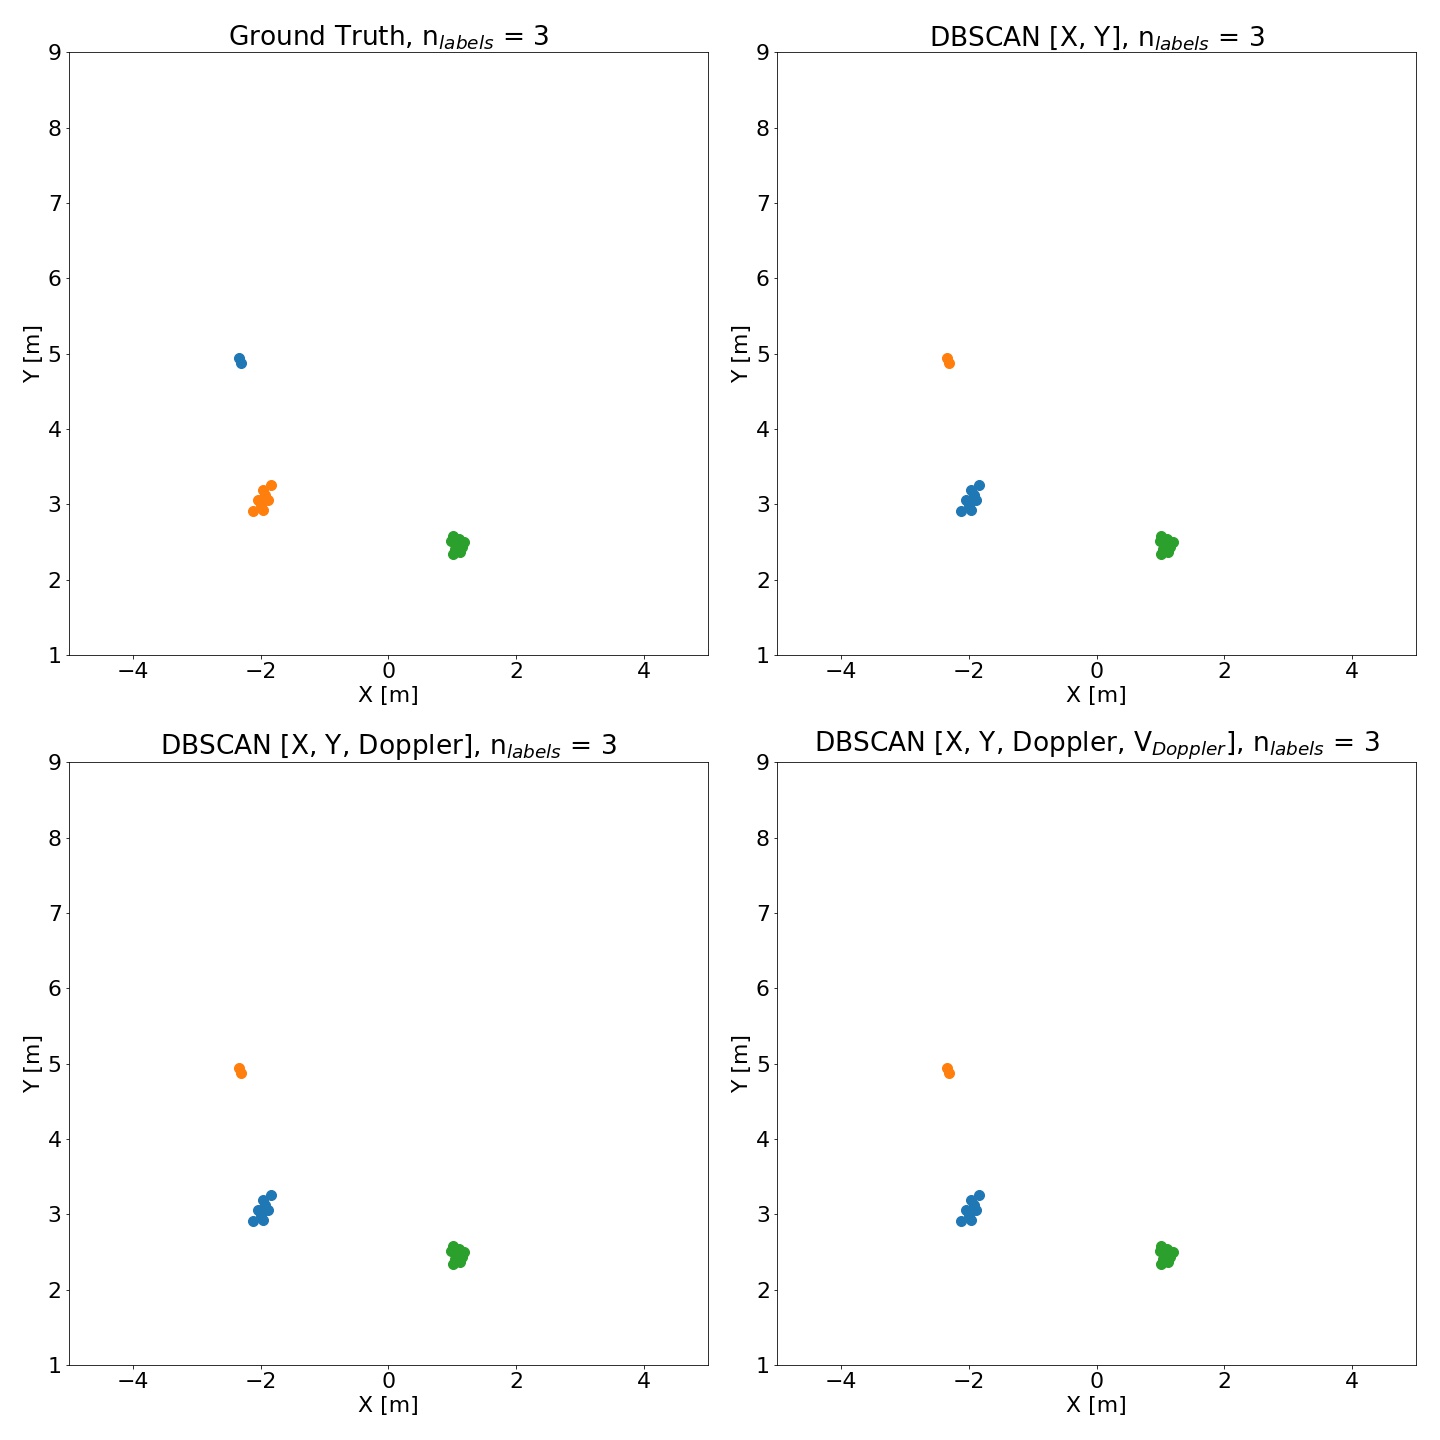 Ground Truth, n_labels = 3
9
8
7
6
5
4
3
2
1
Y [m]
−4 −2 0 2 4
X [m]
DBSCAN [X, Y], n_labels = 3
9
8
7
6
5
4
3
2
1
Y [m]
−4 −2 0 2 4
X [m]
DBSCAN [X, Y, Doppler], n_labels = 3
9
8
7
6
5
4
3
2
1
Y [m]
−4 −2 0 2 4
X [m]
DBSCAN [X, Y, Doppler, V_Doppler], n_labels = 3
9
8
7
6
5
4
3
2
1
Y [m]
−4 −2 0 2 4
X [m]